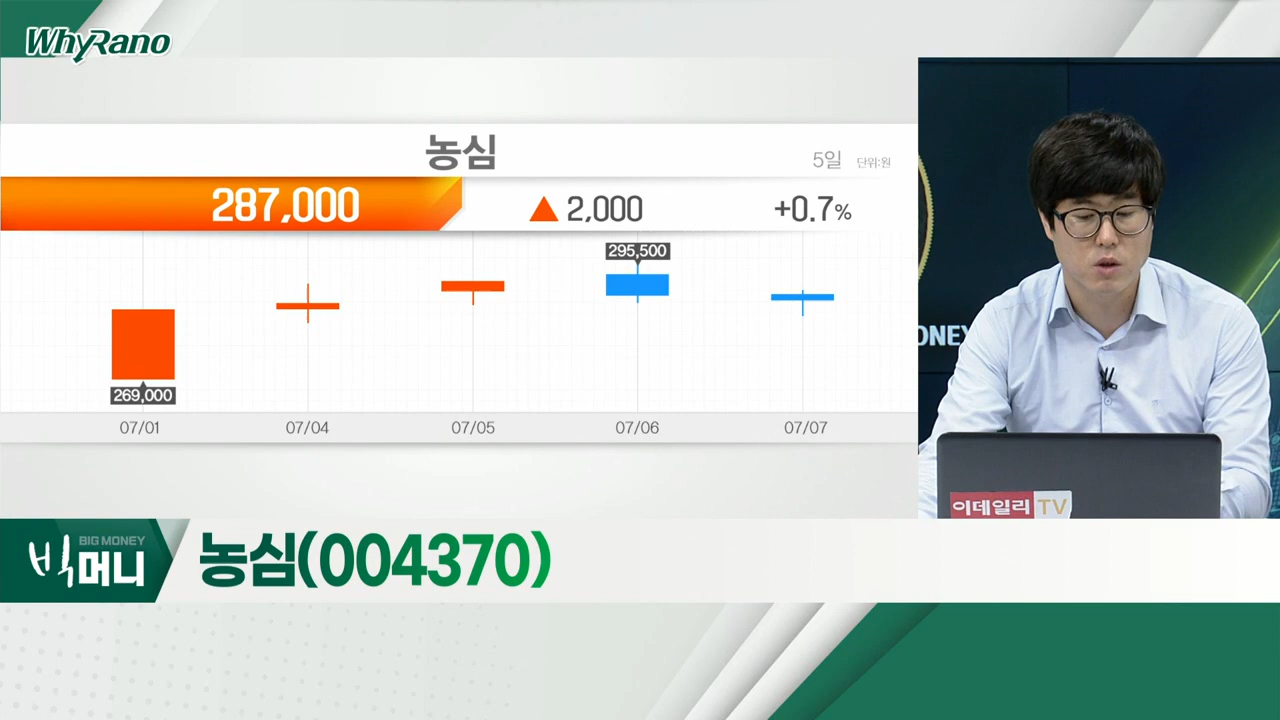 WhyRano
농심
5일 단위:원
287,000 ▲ 2,000 +0.7%
295,500
269,000
07/01 07/04 07/05 07/06 07/07
ONEY
이데일리 TV
BIG MONEY
빅머니
농심(004370)